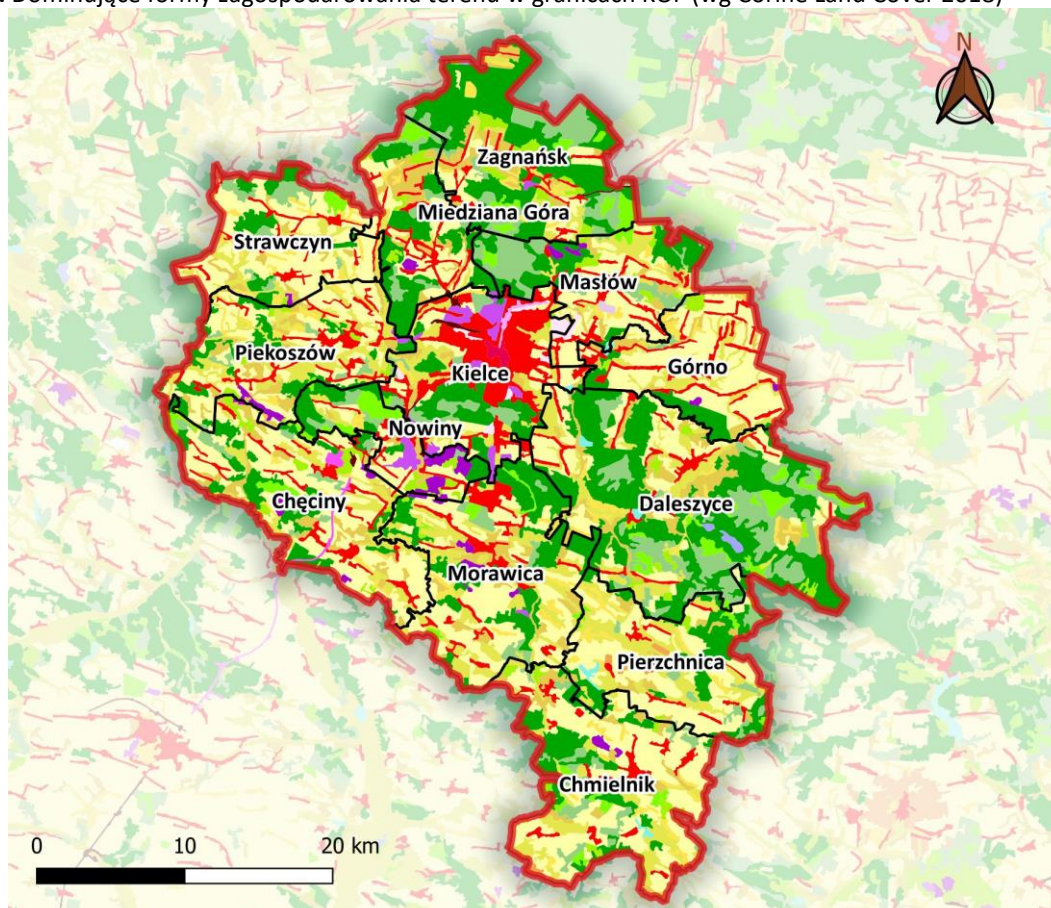 Dominujące formy zagospodarowania terenu w granicach KOF (wg Corine Land Cover 2018)
N
Zagnańsk
Miedziana Góra
Strawczyn
Masłów
Piekoszów
Górno
Kielce
Nowiny
Chęciny
Daleszyce
Morawica
Pierzchnica
Chmielnik
0 10 20 km